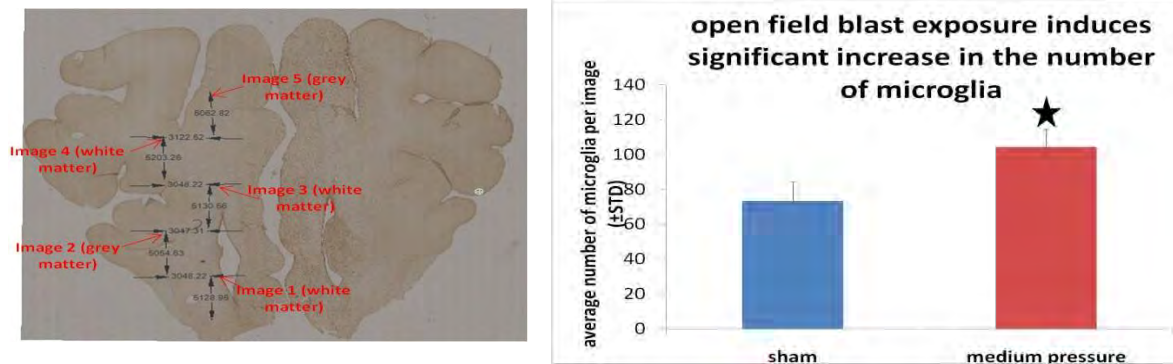 Image 5 (grey
matter)
5062.82
3122.52
Image 4 (white
matter)
5203.26
3048.22
Image 3 (white
matter)
5130.56
3047.31
Image 2 (grey
matter)
5054.63
3048.22
Image 1 (white
matter)
5128.95
open field blast exposure induces
significant increase in the number
of microglia
average number of microglia per image
(±STD)
140
120
100
80
60
40
20
0
sham
medium pressure